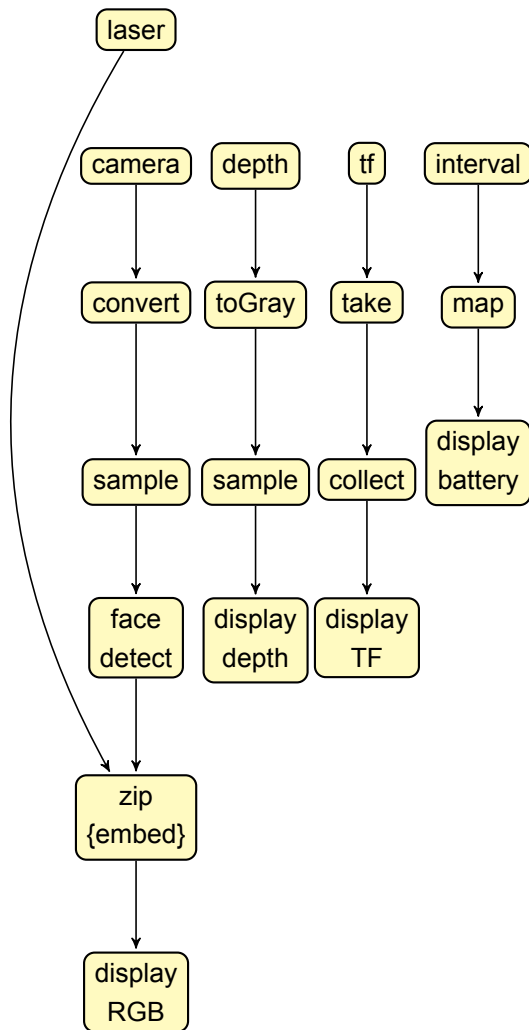 laser
camera
depth
tf
interval
convert
toGray
take
map
display
battery
sample
sample
collect
face
detect
display
depth
display
TF
zip
{embed}
display
RGB